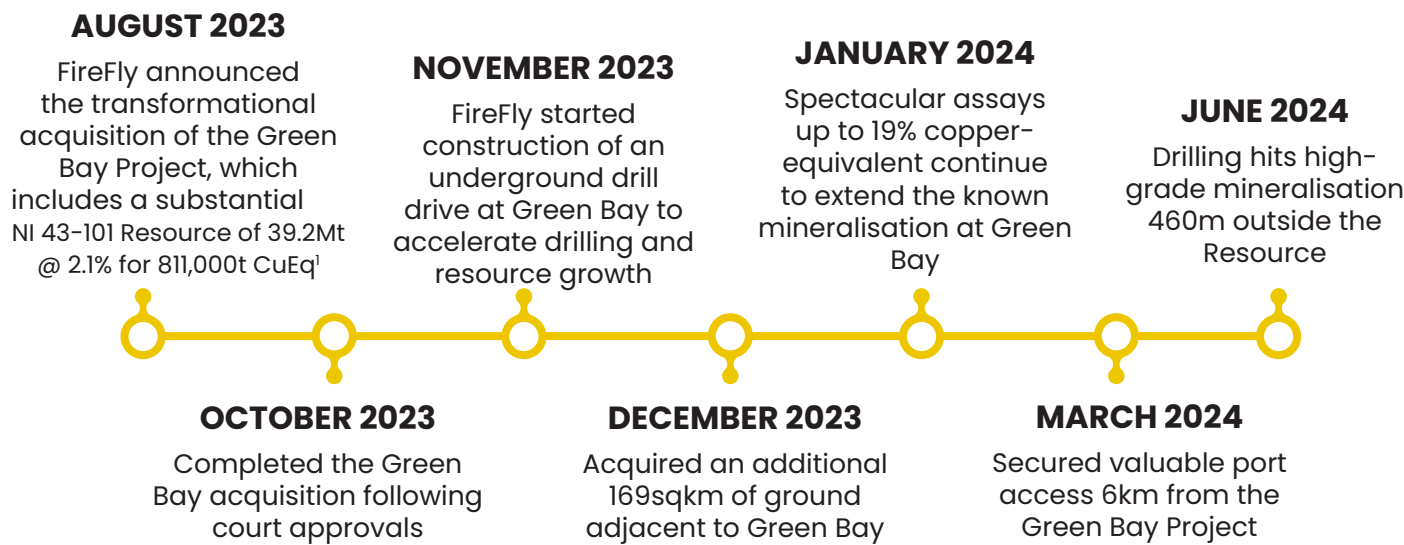 AUGUST 2023
FireFly announced
the transformational
acquisition of the Green
Bay Project, which
includes a substantial
NI 43-101 Resource of 39.2Mt
@ 2.1% for 811,000t CuEq¹
OCTOBER 2023
Completed the Green
Bay acquisition following
court approvals
NOVEMBER 2023
FireFly started
construction of an
underground drill
drive at Green Bay to
accelerate drilling and
resource growth
DECEMBER 2023
Acquired an additional
169sqkm of ground
adjacent to Green Bay
JANUARY 2024
Spectacular assays
up to 19% copper-
equivalent continue
to extend the known
mineralisation at Green
Bay
MARCH 2024
Secured valuable port
access 6km from the
Green Bay Project
JUNE 2024
Drilling hits high-
grade mineralisation
460m outside the
Resource